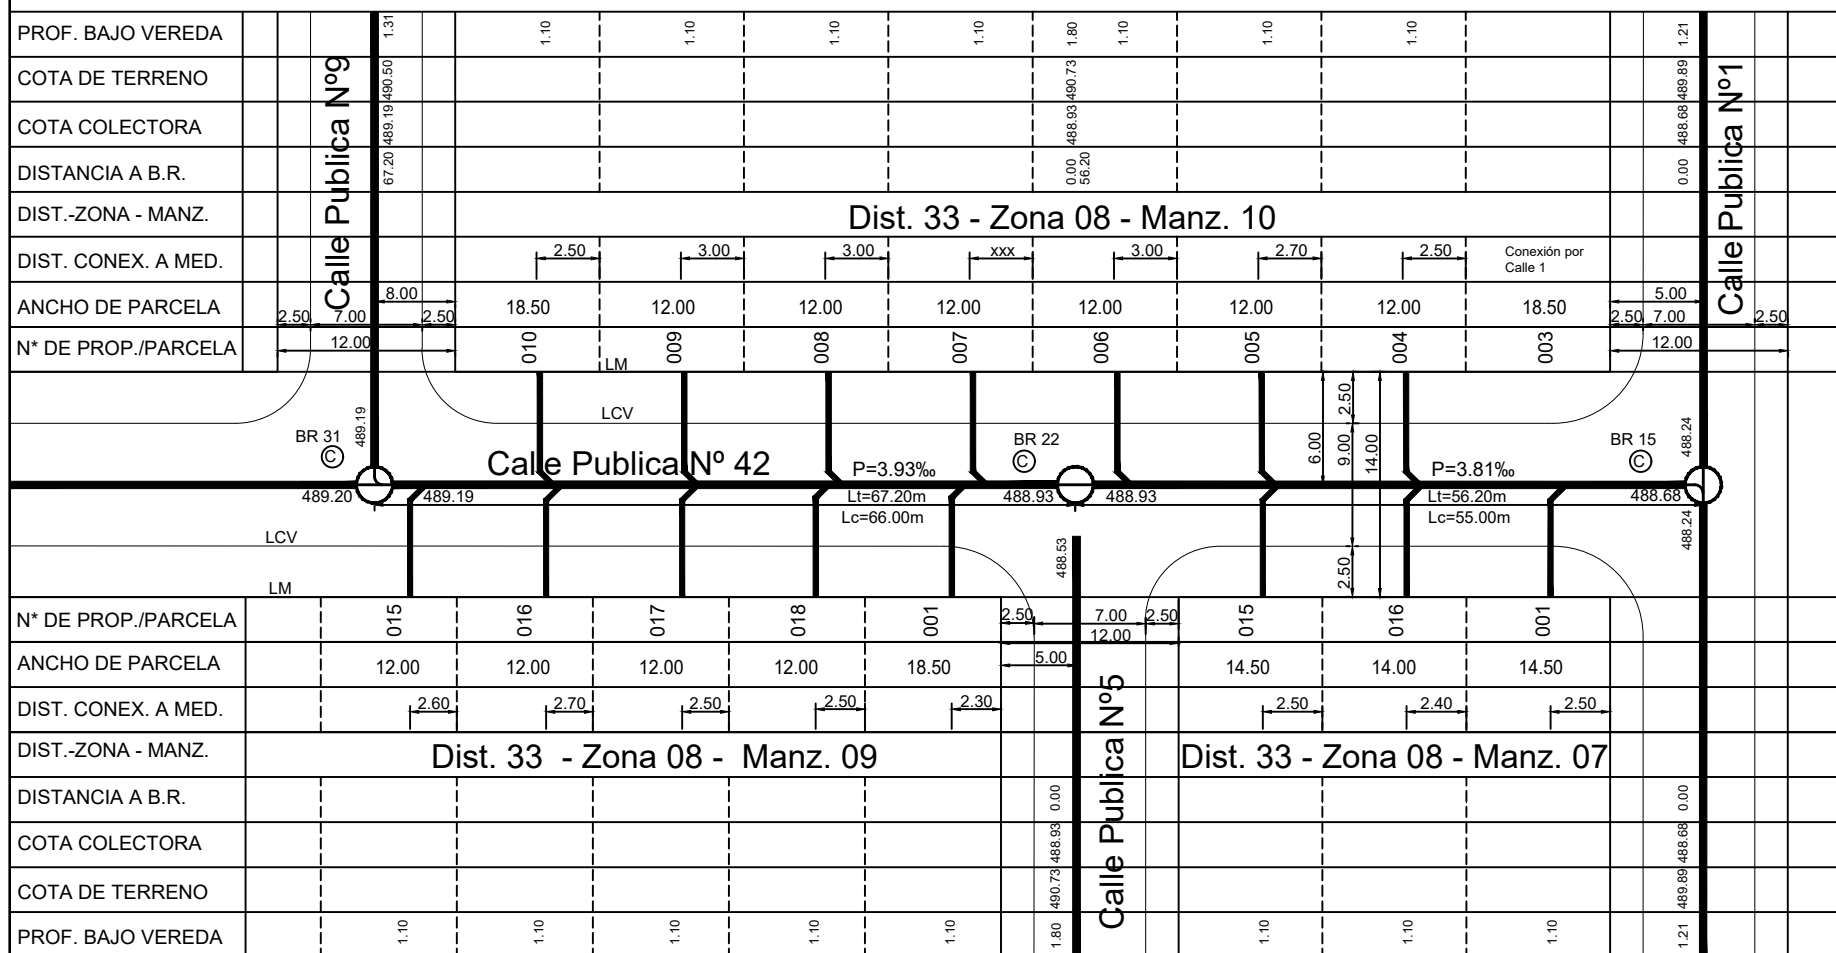 PROF. BAJO VEREDA 1.31 1.10 1.10 1.10 1.10 1.80 1.10 1.10 1.10 1.21
COTA DE TERRENO 490.50 490.73 489.89
COTA COLECTORA 489.19 488.93 488.68
DISTANCIA A B.R. 67.20 0.00 56.20 0.00
Calle Publica Nº9
Calle Publica Nº1
DIST.-ZONA - MANZ. Dist. 33 - Zona 08 - Manz. 10
DIST. CONEX. A MED. 2.50 3.00 3.00 xxx 3.00 2.70 2.50 Conexión por
Calle 1
8.00 5.00
ANCHO DE PARCELA 18.50 12.00 12.00 12.00 12.00 12.00 12.00 18.50
2.50 7.00 2.50 2.50 7.00 2.50
N* DE PROP./PARCELA 12.00 010 009 008 007 006 005 004 003 12.00
LM
LCV
2.50
6.00 9.00 14.00
489.19 488.24
BR 31 C BR 22 C BR 15 C
Calle Publica Nº 42 P=3.93‰ P=3.81‰
489.20 489.19 Lt=67.20m 488.93 488.93 Lt=56.20m 488.68
Lc=66.00m Lc=55.00m
LCV 488.53 488.24
2.50
LM
N* DE PROP./PARCELA 015 016 017 018 001 2.50 7.00 2.50 015 016 001
12.00
ANCHO DE PARCELA 12.00 12.00 12.00 12.00 18.50 5.00 14.50 14.00 14.50
DIST. CONEX. A MED. 2.60 2.70 2.50 2.50 2.30 2.50 2.40 2.50
Calle Publica Nº5
DIST.-ZONA - MANZ. Dist. 33 - Zona 08 - Manz. 09 Dist. 33 - Zona 08 - Manz. 07
DISTANCIA A B.R. 0.00 0.00
COTA COLECTORA 488.93 488.68
COTA DE TERRENO 490.73 489.89
PROF. BAJO VEREDA 1.10 1.10 1.10 1.10 1.10 1.80 1.10 1.10 1.10 1.21